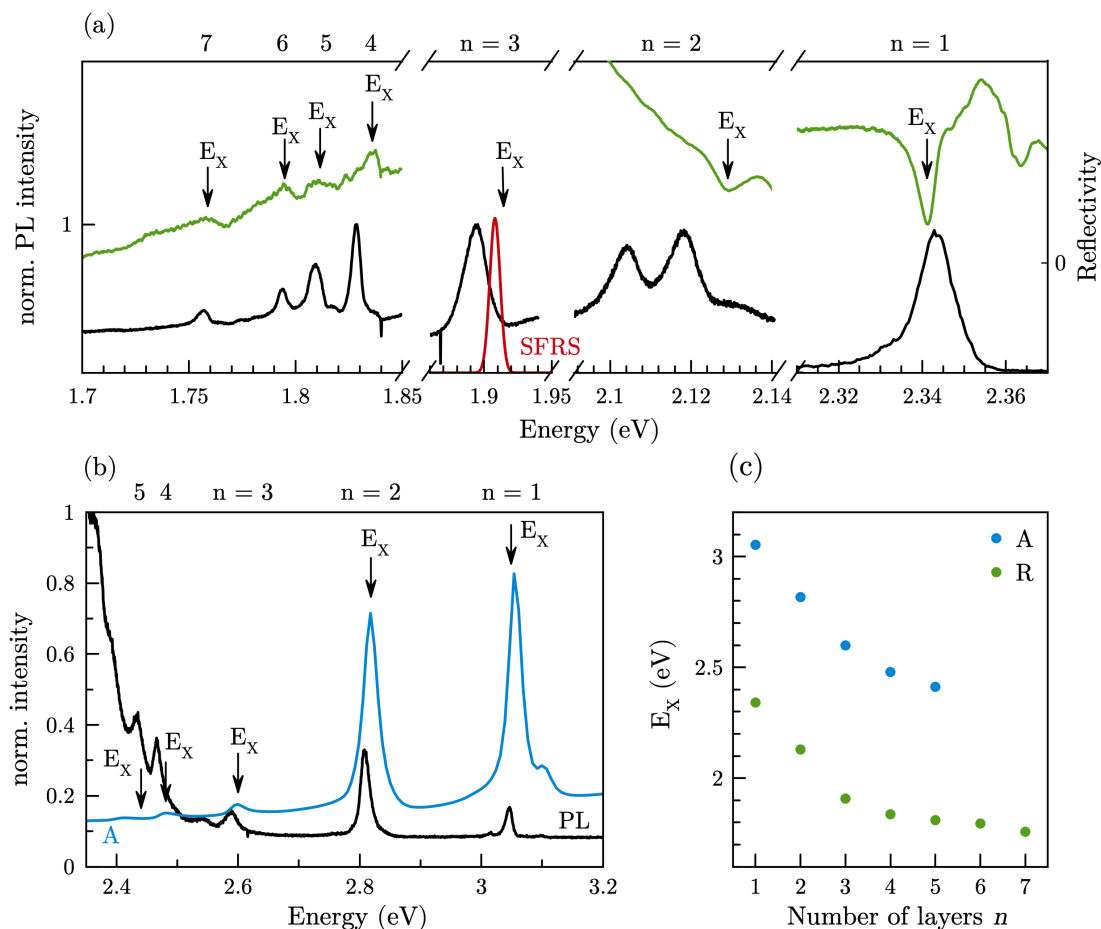 (a)
7 6 5 4 n = 3 n = 2 n = 1
E_X E_X E_X E_X E_X E_X E_X
norm. PL intensity
1
Reflectivity
0
SFRS
1.7 1.75 1.8 1.85 1.9 1.95 2.1 2.12 2.14 2.32 2.34 2.36
Energy (eV)
(b)
5 4 n = 3 n = 2 n = 1
norm. intensity
1
0.8
0.6
0.4
0.2
0
E_X E_X E_X E_X E_X
A
PL
2.4 2.6 2.8 3 3.2
Energy (eV)
(c)
A
R
E_X (eV)
3
2.5
2
1 2 3 4 5 6 7
Number of layers n